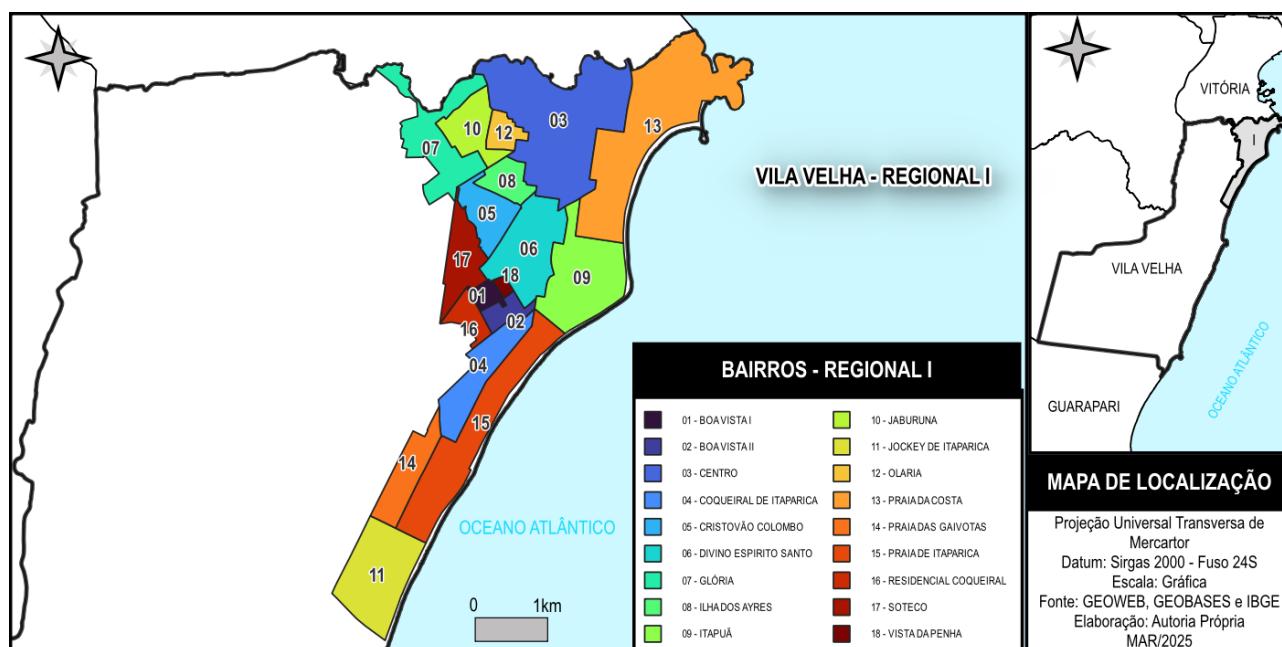 03
13
10
12
07
08
05
06
17
18
09
01
02
16
04
15
14
11
VILA VELHA - REGIONAL I
OCEANO ATLÂNTICO
0 1km
BAIRROS - REGIONAL I
01 - BOA VISTA I
02 - BOA VISTA II
03 - CENTRO
04 - COQUEIRAL DE ITAPARICA
05 - CRISTOVÃO COLOMBO
06 - DIVINO ESPIRITO SANTO
07 - GLÓRIA
08 - ILHA DOS AYRES
09 - ITAPUÃ
10 - JABURUNA
11 - JOCKEY DE ITAPARICA
12 - OLARIA
13 - PRAIA DA COSTA
14 - PRAIA DAS GAIVOTAS
15 - PRAIA DE ITAPARICA
16 - RESIDENCIAL COQUEIRAL
17 - SOTECO
18 - VISTA DA PENHA
VITÓRIA
I
VILA VELHA
GUARAPARI
OCEANO ATLÂNTICO
MAPA DE LOCALIZAÇÃO
Projeção Universal Transversa de
Mercartor
Datum: Sirgas 2000 - Fuso 24S
Escala: Gráfica
Fonte: GEOWEB, GEOBASES e IBGE
Elaboração: Autoria Própria
MAR/2025